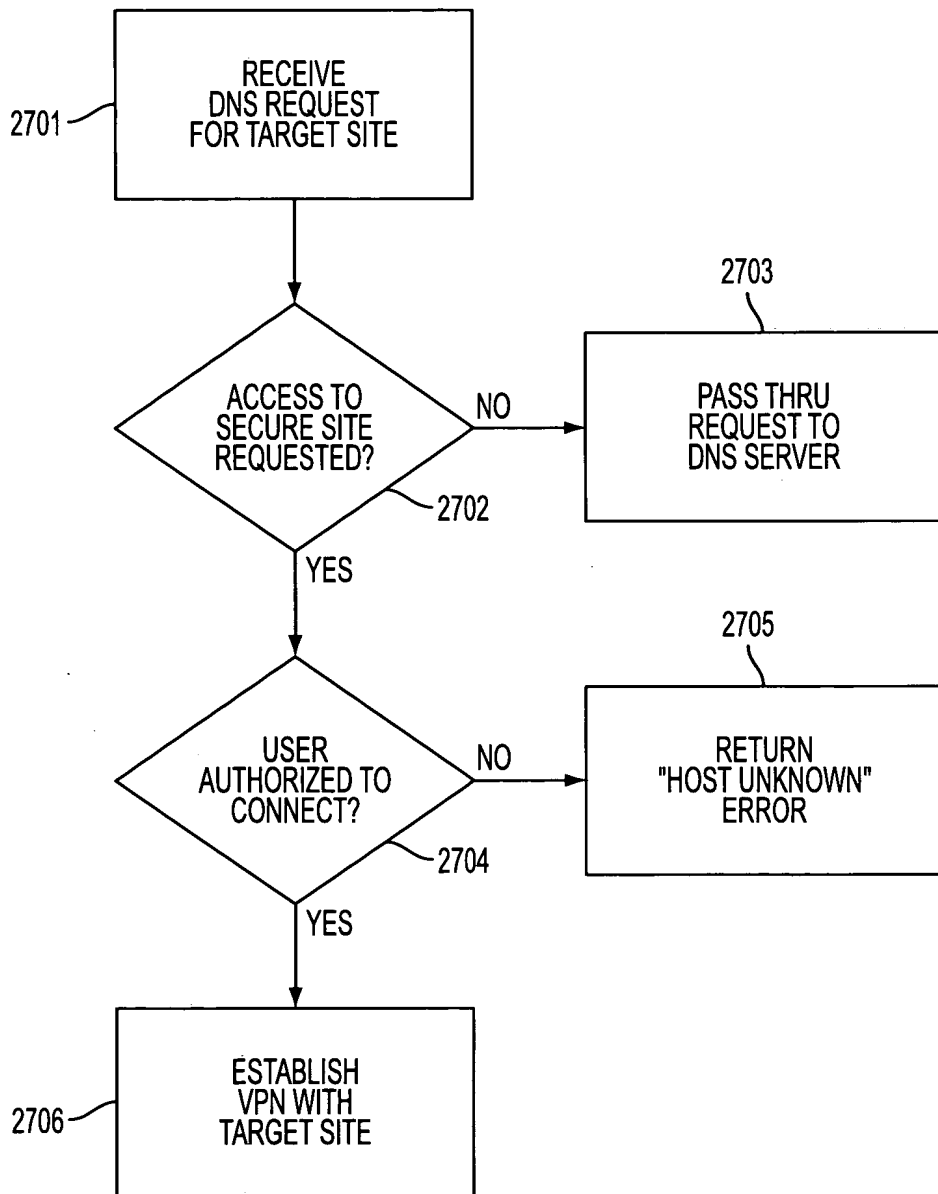 RECEIVE
DNS REQUEST
FOR TARGET SITE
2701
2703
ACCESS TO
SECURE SITE
REQUESTED?
NO
PASS THRU
REQUEST TO
DNS SERVER
2702
YES
2705
USER
AUTHORIZED TO
CONNECT?
NO
RETURN
"HOST UNKNOWN"
ERROR
2704
YES
ESTABLISH
VPN WITH
TARGET SITE
2706